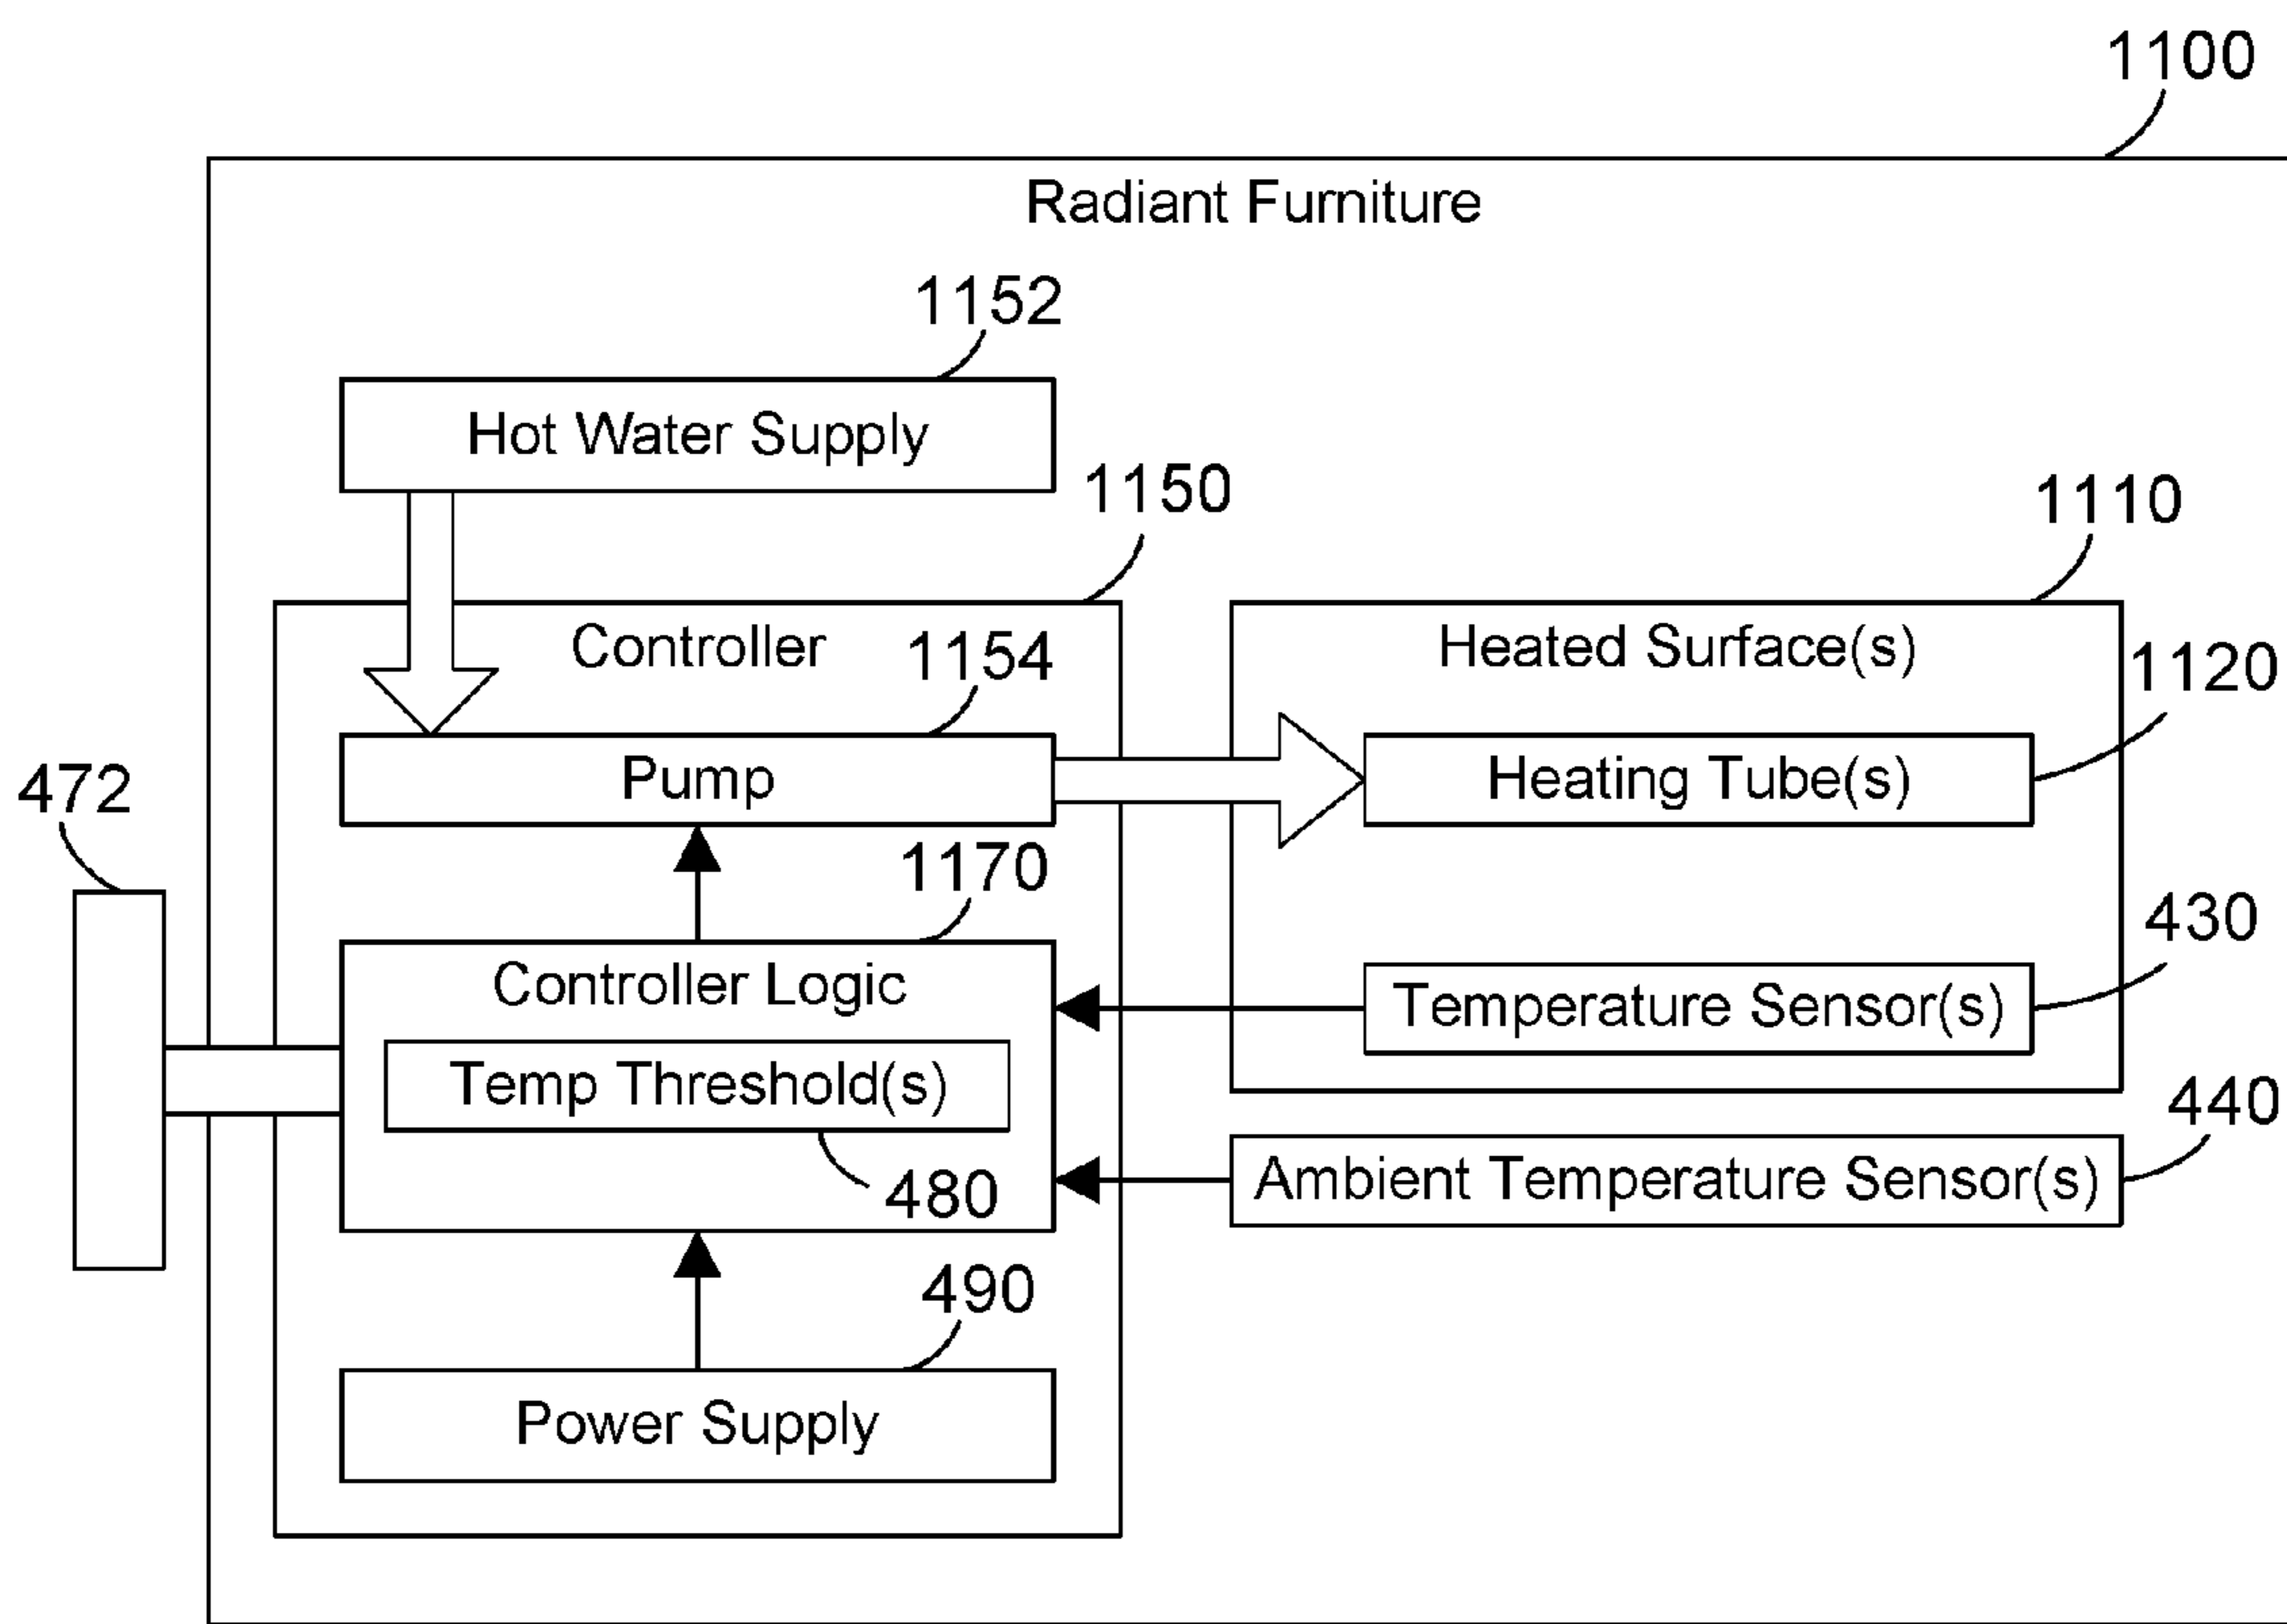 1100
Radiant Furniture
1152
Hot Water Supply
1150
1110
Controller
1154
Heated Surface(s)
1120
Pump
Heating Tube(s)
472
1170
430
Controller Logic
Temperature Sensor(s)
Temp Threshold(s)
440
480
Ambient Temperature Sensor(s)
490
Power Supply